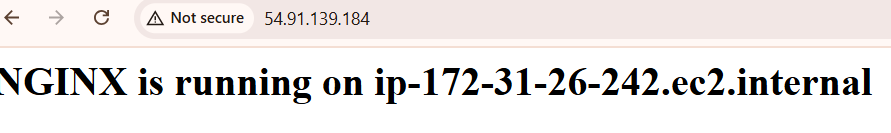 Not secure 54.91.139.184
NGINX is running on ip-172-31-26-242.ec2.internal